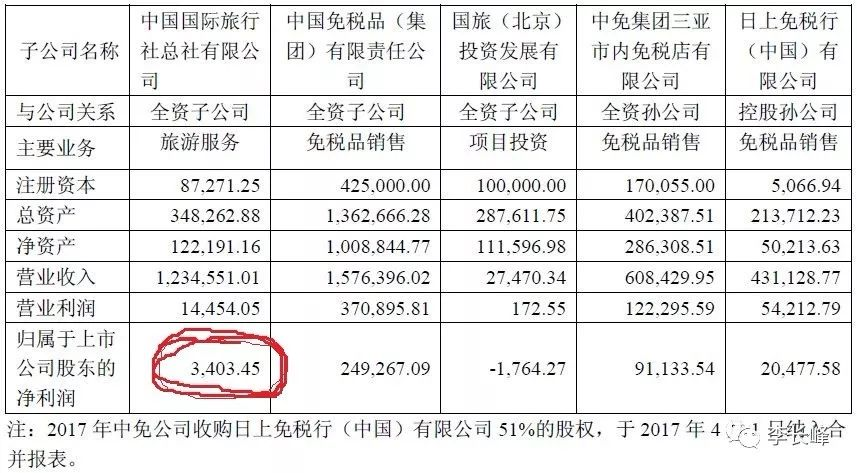 子公司名称 中国国际旅行社总社有限公司 中国免税品（集团）有限责任公司 国旅（北京）投资发展有限公司 中免集团三亚市内免税店有限公司 日上免税行（中国）有限公司
与公司关系 全资子公司 全资子公司 全资子公司 全资孙公司 控股孙公司
主要业务 旅游服务 免税品销售 项目投资 免税品销售 免税品销售
注册资本 87,271.25 425,000.00 100,000.00 170,055.00 5,066.94
总资产 348,262.88 1,362,666.28 287,611.75 402,387.51 213,712.23
净资产 122,191.16 1,008,844.77 111,596.98 286,308.51 50,213.63
营业收入 1,234,551.01 1,576,396.02 27,470.34 608,429.95 431,128.77
营业利润 14,454.05 370,895.81 172.55 122,295.59 54,212.79
归属于上市公司股东的净利润 3,403.45 249,267.09 -1,764.27 91,133.54 20,477.58
注：2017 年中免公司收购日上免税行（中国）有限公司 51%的股权，于 2017 年 4 1 日纳入合
并报表。
李长峰